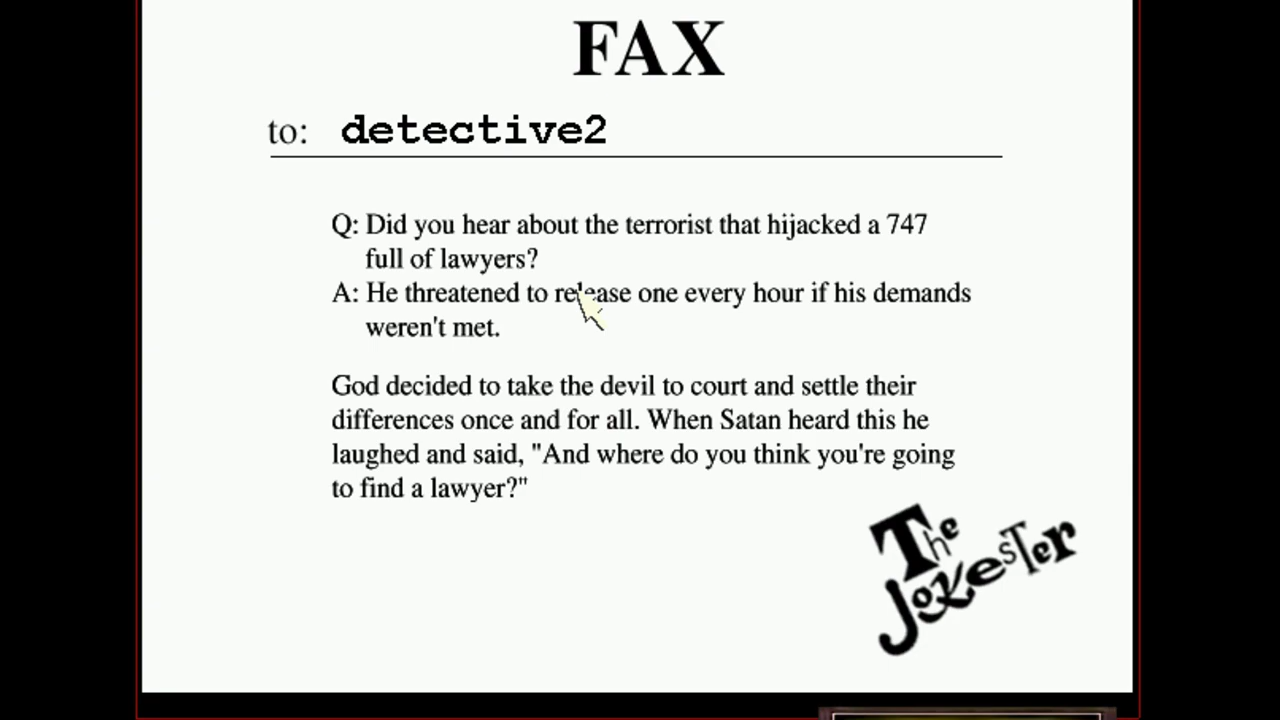 FAX
to: detective2
Q: Did you hear about the terrorist that hijacked a 747
full of lawyers?
A: He threatened to release one every hour if his demands
weren't met.
God decided to take the devil to court and settle their
differences once and for all. When Satan heard this he
laughed and said, "And where do you think you're going
to find a lawyer?"
The
Jokester